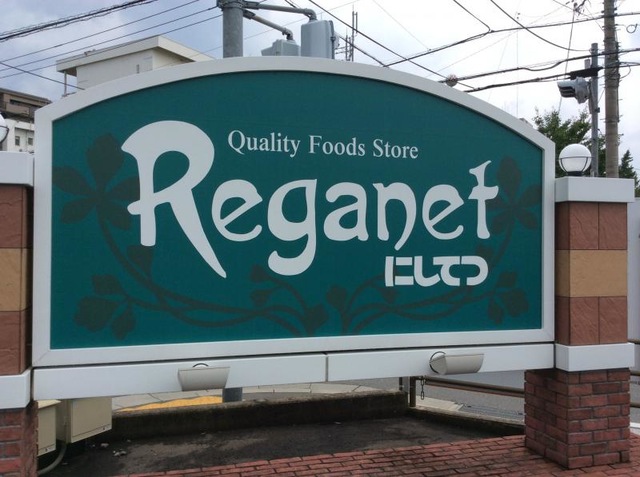 Quality Foods Store
Reganet
にしてつ